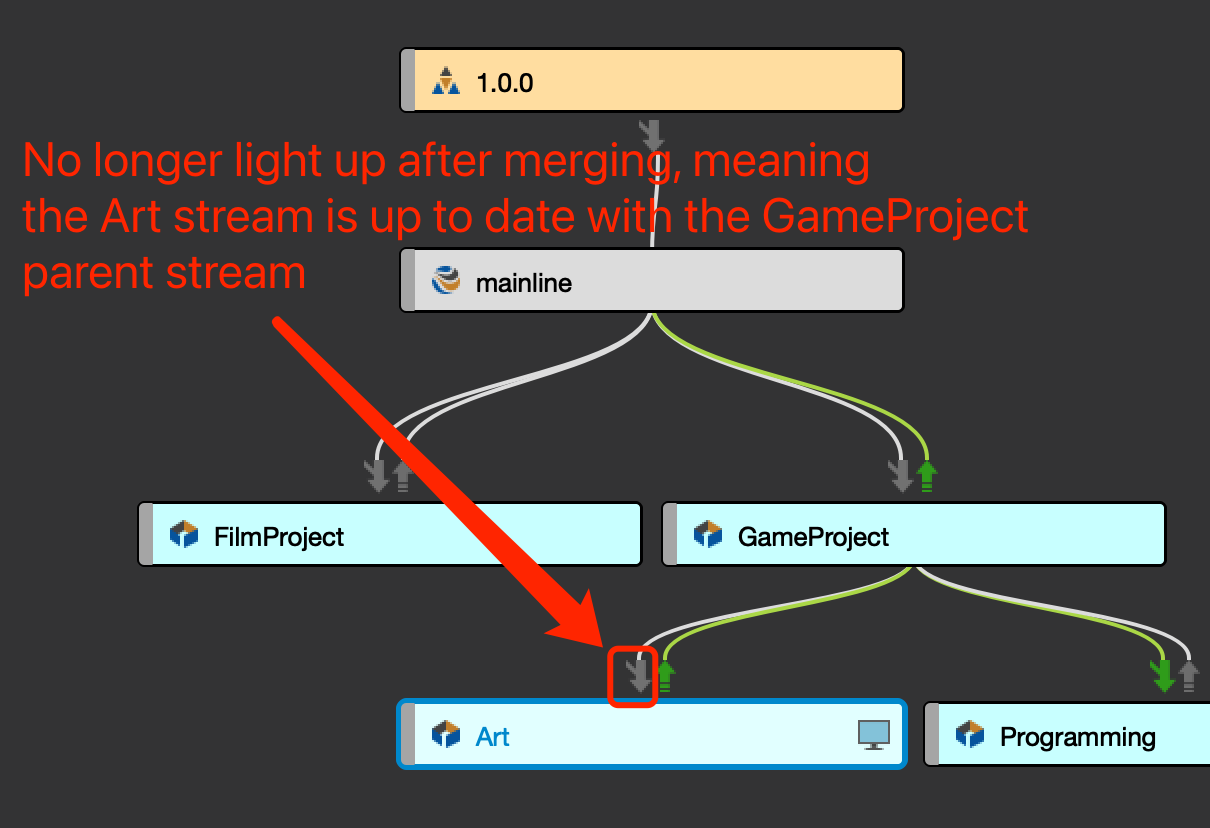 1.0.0
No longer light up after merging, meaning
the Art stream is up to date with the GameProject
parent stream
mainline
FilmProject
GameProject
Art
Programming